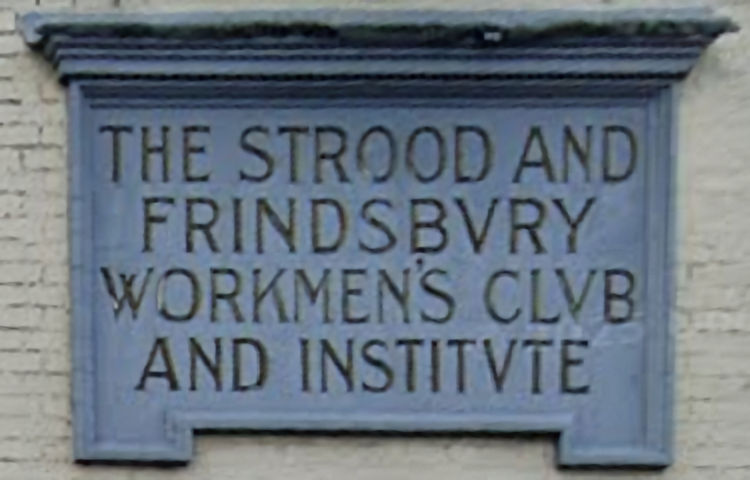 THE STROOD AND
FRINDSBVRY
WORKMEN'S CLVB
AND INSTITVTE